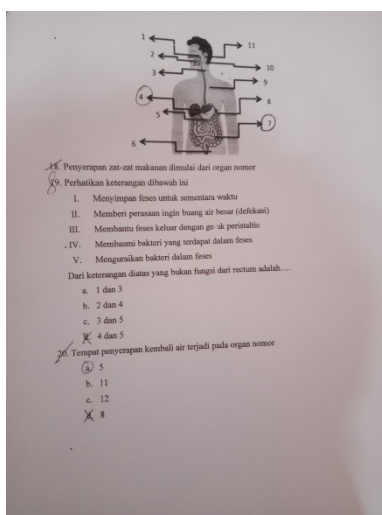 1
2
3
4
5
6
11
10
9
8
7
18. Penyerapan zat-zat makanan dimulai dari organ nomor
19. Perhatikan keterangan dibawah ini
I. Menyimpan feses untuk sementara waktu
II. Memberi perasaan ingin buang air besar (defekasi)
III. Membantu feses keluar dengan gerak peristaltic
IV. Membasmi bakteri yang terdapat dalam feses
V. Menguraikan bakteri dalam feses
Dari keterangan diatas yang bukan fungsi dari rectum adalah....
a. 1 dan 3
b. 2 dan 4
c. 3 dan 5
d. 4 dan 5
20. Tempat penyerapan kembali air terjadi pada organ nomor
a. 5
b. 11
c. 12
d. 8